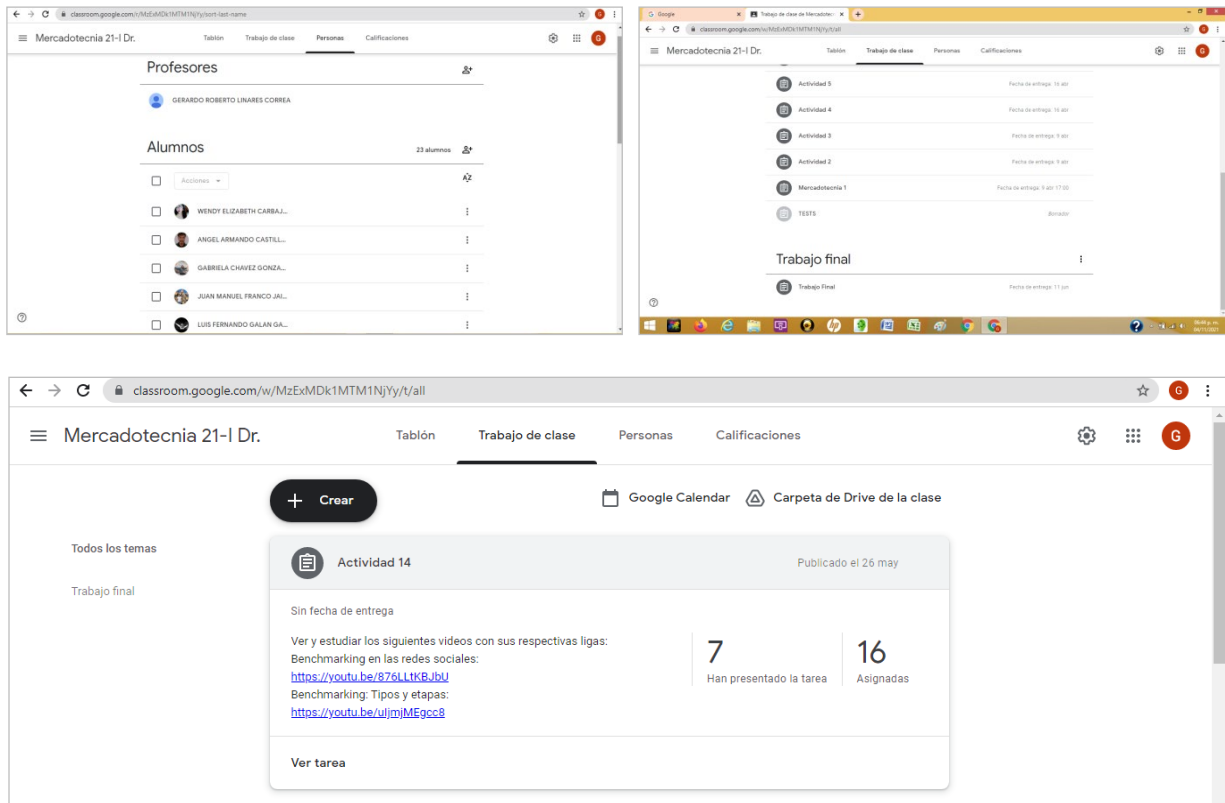 classroom.google.com/r/MzExMDk1MTM1NjYy/sort-last-name
G
Mercadotecnia 21-I Dr.
Tablón Trabajo de clase Personas Calificaciones
G
Profesores
GERARDO ROBERTO LINARES CORREA
Alumnos
23 alumnos
Acciones
AZ
WENDY ELIZABETH CARBAJ...
ANGEL ARMANDO CASTILL...
GABRIELA CHAVEZ GONZA...
JUAN MANUEL FRANCO JAI...
LUIS FERNANDO GALAN GA...
Google
Trabajo de clase de Mercadotec
classroom.google.com/w/MzExMDk1MTM1NjYy/t/all
G
Mercadotecnia 21-I Dr.
Tablón Trabajo de clase Personas Calificaciones
G
Actividad 5 Fecha de entrega: 16 abr
Actividad 4 Fecha de entrega: 16 abr
Actividad 3 Fecha de entrega: 9 abr
Actividad 2 Fecha de entrega: 9 abr
Mercadotecnia 1 Fecha de entrega: 9 abr 17:00
TESTS Borrador
Trabajo final
Trabajo Final Fecha de entrega: 11 jun
classroom.google.com/w/MzExMDk1MTM1NjYy/t/all
G
Mercadotecnia 21-I Dr.
Tablón Trabajo de clase Personas Calificaciones
G
Crear
Google Calendar Carpeta de Drive de la clase
Todos los temas
Trabajo final
Actividad 14 Publicado el 26 may
Sin fecha de entrega
Ver y estudiar los siguientes videos con sus respectivas ligas:
Benchmarking en las redes sociales:
https://youtu.be/876LLtKBJbU
Benchmarking: Tipos y etapas:
https://youtu.be/uIjmjMEgcc8
7 16
Han presentado la tarea Asignadas
Ver tarea